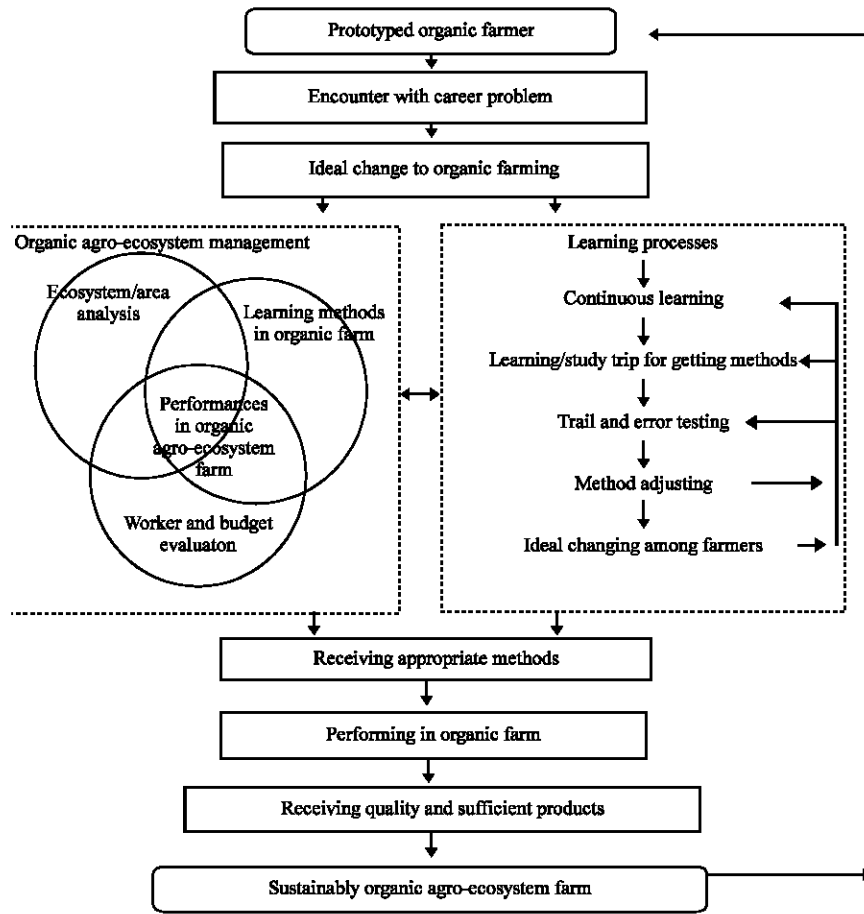 Prototyped organic farmer
Encounter with career problem
Ideal change to organic farming
Organic agro-ecosystem management
Ecosystem/area
analysis
Learning methods
in organic farm
Performances
in organic
agro-ecosystem
farm
Worker and budget
evaluaton
Learning processes
Continuous learning
Learning/study trip for getting methods
Trail and error testing
Method adjusting
Ideal changing among farmers
Receiving appropriate methods
Performing in organic farm
Receiving quality and sufficient products
Sustainably organic agro-ecosystem farm